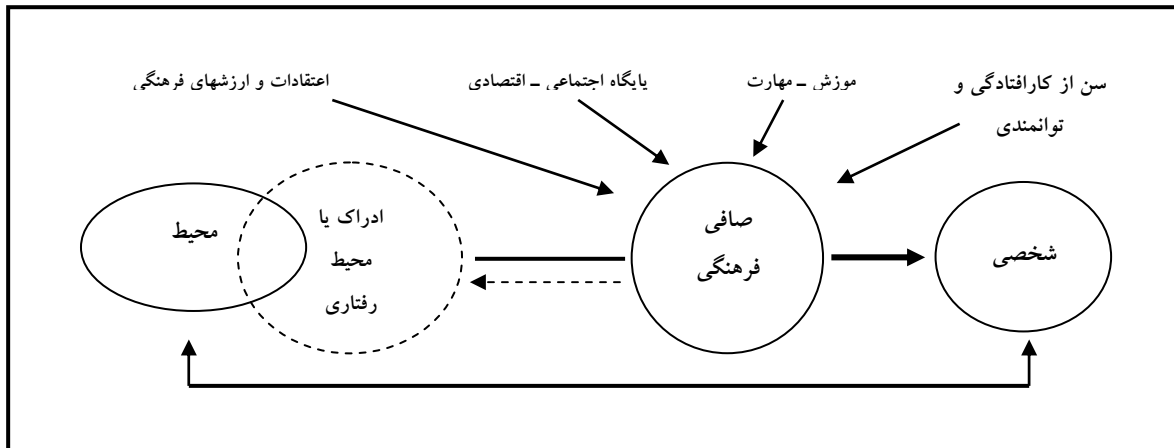 سن از کارافتادگی و
توانمندی
موزش – مهارت
پایگاه اجتماعی – اقتصادی
اعتقادات و ارزشهای فرهنگی
شخصی
صافی
فرهنگی
ادراک یا
محیط
رفتاری
محیط